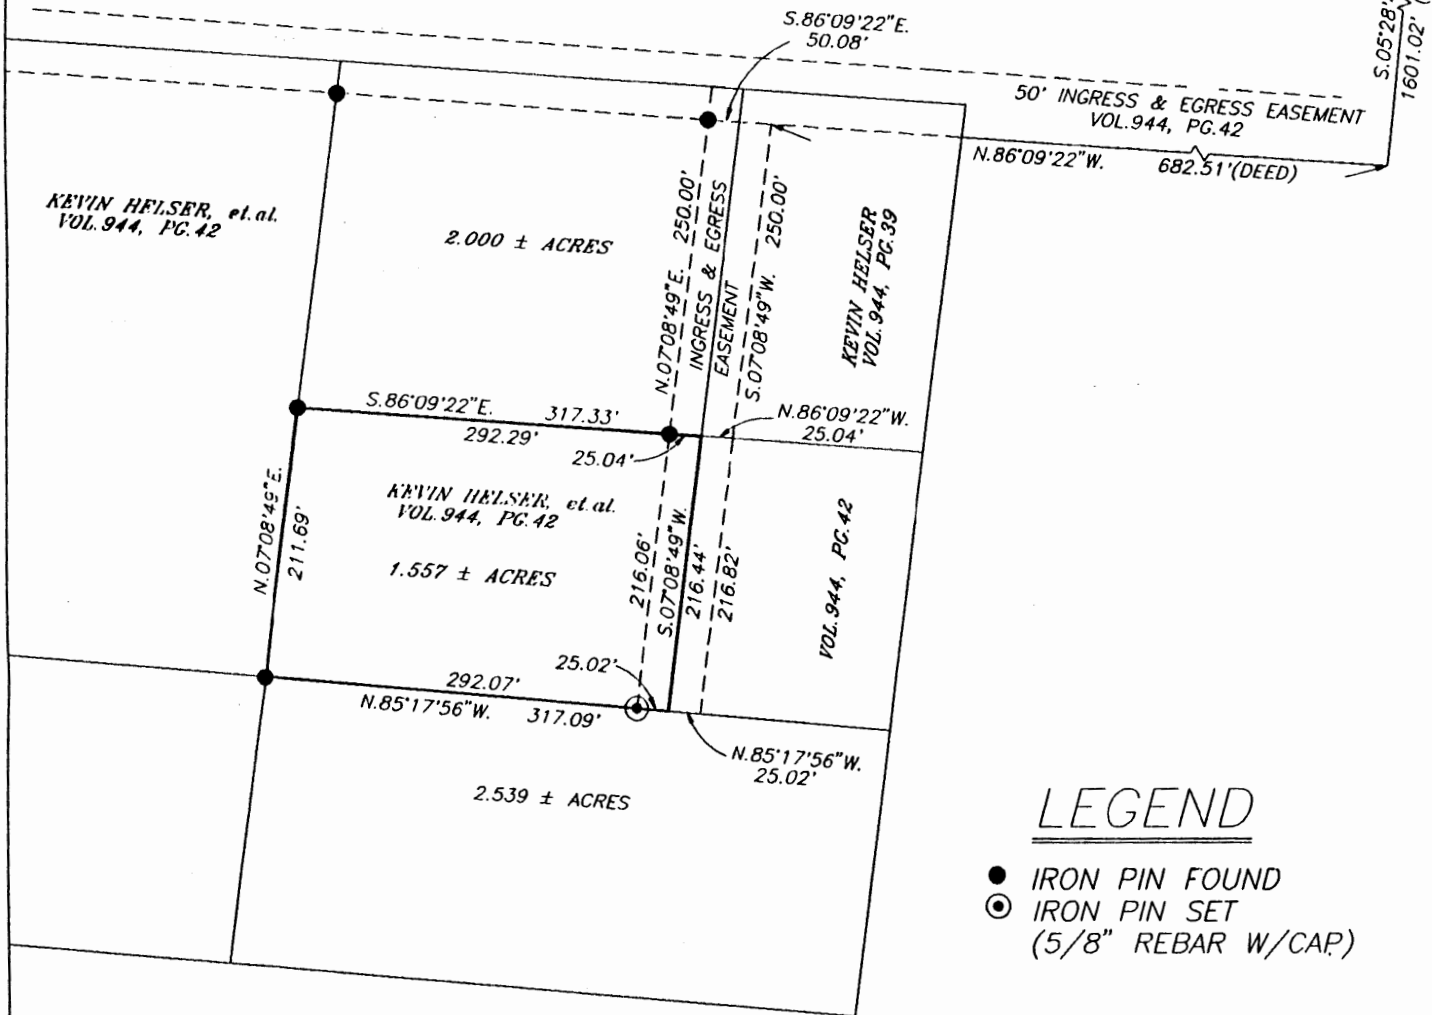 S.86°09'22"E.
50.08'
S.05°28'
1601.02'
50' INGRESS & EGRESS EASEMENT
VOL.944, PG.42
N.86°09'22"W. 682.51'(DEED)
KEVIN HELSER, et.al.
VOL.944, PG.42
2.000 ± ACRES
N.07°08'49"E. 250.00'
INGRESS & EGRESS
EASEMENT
S.07°08'49"W. 250.00'
KEVIN HELSER
VOL.944, PG.39
S.86°09'22"E. 317.33'
292.29'
25.04'
N.86°09'22"W.
25.04'
N.07°08'49"E.
211.69'
KEVIN HELSER, et.al.
VOL.944, PG.42
1.557 ± ACRES
216.06'
S.07°08'49"W.
216.44'
216.82'
VOL.944, PG.42
25.02'
292.07'
N.85°17'56"W. 317.09'
N.85°17'56"W.
25.02'
2.539 ± ACRES
LEGEND
IRON PIN FOUND
IRON PIN SET
(5/8" REBAR W/CAP.)